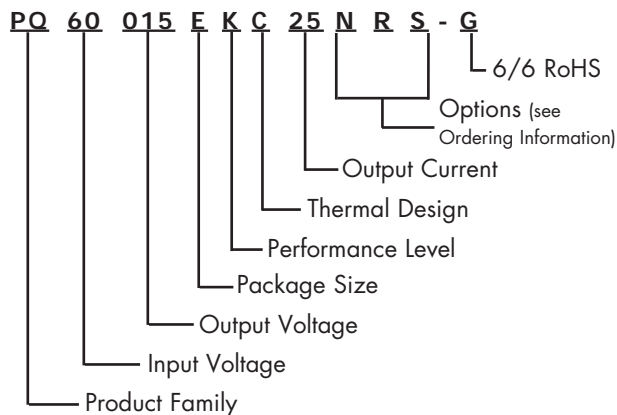 PQ 60 015 E K C 25 N R S - G
6/6 RoHS
Options (see
Ordering Information)
Output Current
Thermal Design
Performance Level
Package Size
Output Voltage
Input Voltage
Product Family